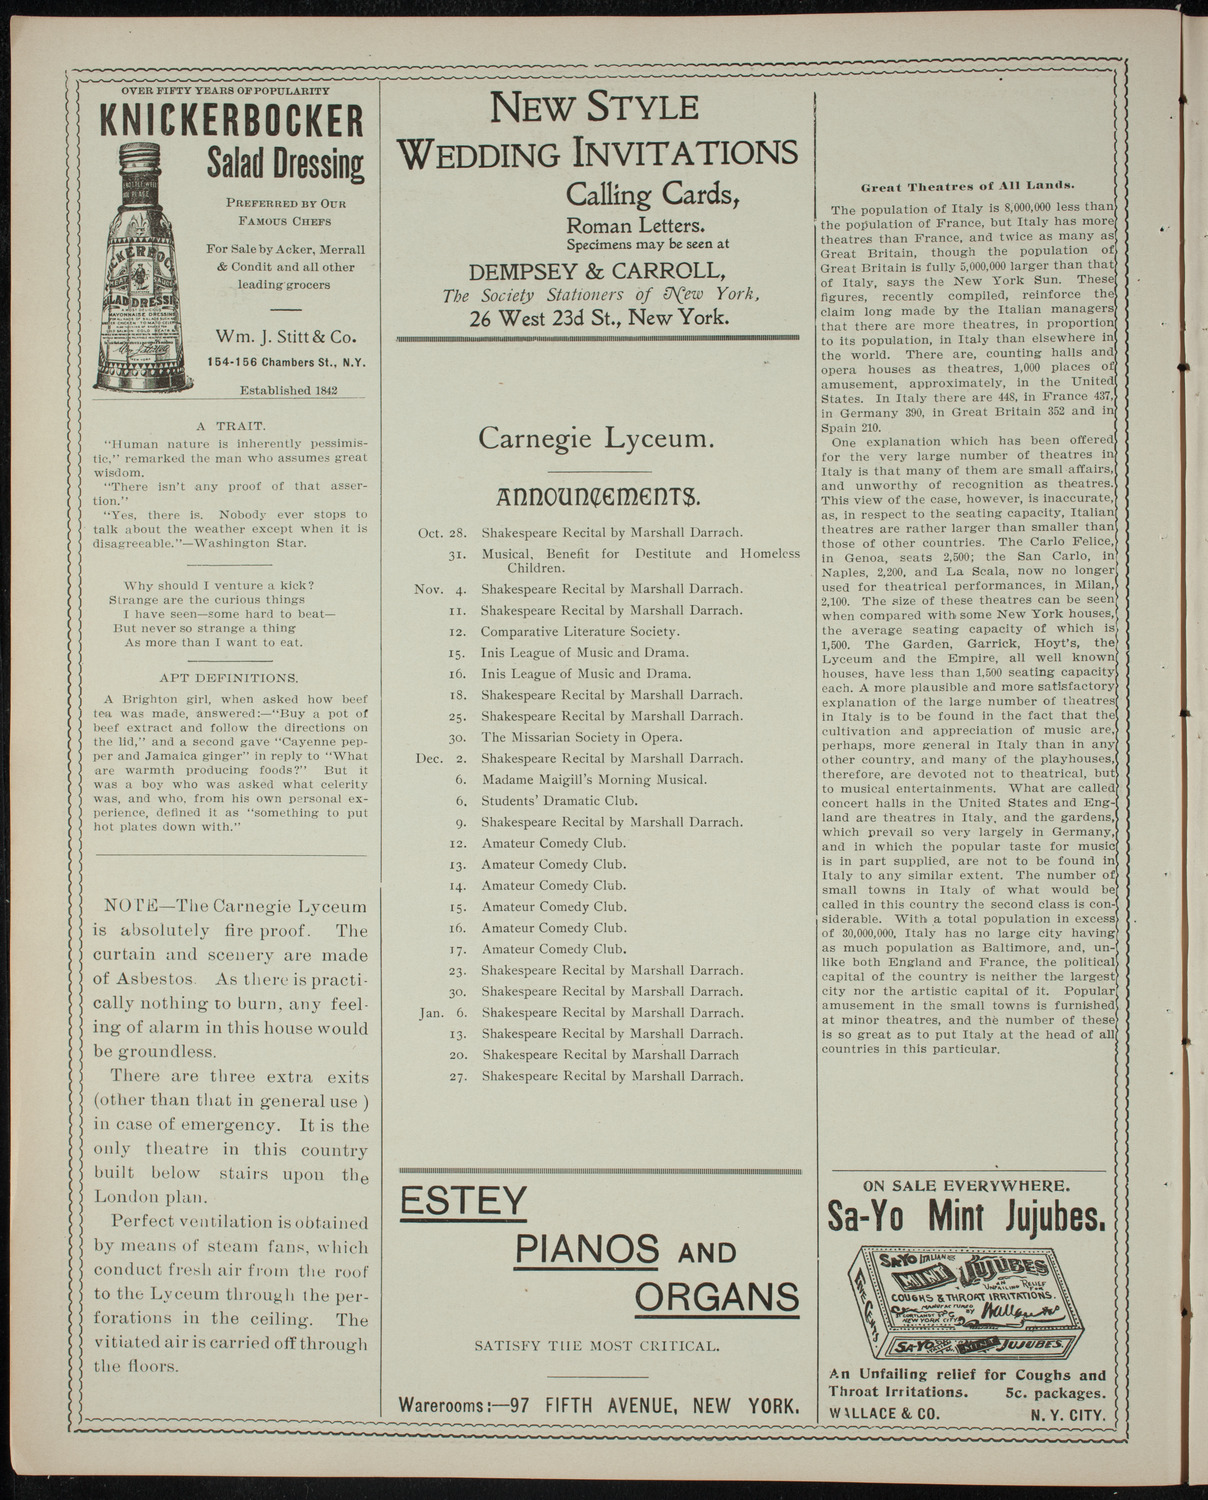 OVER FIFTY YEARS OF POPULARITY
KNICKERBOCKER
Salad Dressing
PREFERRED BY OUR
FAMOUS CHEFS
For Sale by Acker, Merrall
& Condit and all other
leading grocers
Wm. J. Stitt & Co.
154-156 Chambers St., N.Y.
Established 1842
A TRAIT.
"Human nature is inherently pessimis-
tic," remarked the man who assumes great
wisdom.
"There isn't any proof of that asser-
tion."
"Yes, there is. Nobody ever stops to
talk about the weather except when it is
disagreeable."—Washington Star.
Why should I venture a kick?
Strange are the curious things
I have seen—some hard to beat—
But never so strange a thing
As more than I want to eat.
APT DEFINITIONS.
A Brighton girl, when asked how beef
tea was made, answered:—"Buy a pot of
beef extract and follow the directions on
the lid," and a second gave "Cayenne pep-
per and Jamaica ginger" in reply to "What
are warmth producing foods?" But it
was a boy who was asked what celerity
was, and who, from his own personal ex-
perience, defined it as "something to put
hot plates down with."
NOTE—The Carnegie Lyceum
is absolutely fire proof. The
curtain and scenery are made
of Asbestos. As there is practi-
cally nothing to burn, any feel-
ing of alarm in this house would
be groundless.
There are three extra exits
(other than that in general use )
in case of emergency. It is the
only theatre in this country
built below stairs upon the
London plan.
Perfect ventilation is obtained
by means of steam fans, which
conduct fresh air from the roof
to the Lyceum through the per-
forations in the ceiling. The
vitiated air is carried off through
the floors.
NEW STYLE
WEDDING INVITATIONS
Calling Cards,
Roman Letters.
Specimens may be seen at
DEMPSEY & CARROLL,
The Society Stationers of New York,
26 West 23d St., New York.
Carnegie Lyceum.
ANNOUNCEMENTS.
Oct. 28. Shakespeare Recital by Marshall Darrach.
31. Musical, Benefit for Destitute and Homeless
Children.
Nov. 4. Shakespeare Recital by Marshall Darrach.
11. Shakespeare Recital by Marshall Darrach.
12. Comparative Literature Society.
15. Inis League of Music and Drama.
16. Inis League of Music and Drama.
18. Shakespeare Recital by Marshall Darrach.
25. Shakespeare Recital by Marshall Darrach.
30. The Missarian Society in Opera.
Dec. 2. Shakespeare Recital by Marshall Darrach.
6. Madame Maigill's Morning Musical.
6. Students' Dramatic Club.
9. Shakespeare Recital by Marshall Darrach.
12. Amateur Comedy Club.
13. Amateur Comedy Club.
14. Amateur Comedy Club.
15. Amateur Comedy Club.
16. Amateur Comedy Club.
17. Amateur Comedy Club.
23. Shakespeare Recital by Marshall Darrach.
30. Shakespeare Recital by Marshall Darrach.
Jan. 6. Shakespeare Recital by Marshall Darrach.
13. Shakespeare Recital by Marshall Darrach.
20. Shakespeare Recital by Marshall Darrach
27. Shakespeare Recital by Marshall Darrach.
ESTEY
PIANOS AND
ORGANS
SATISFY THE MOST CRITICAL.
Warerooms:—97 FIFTH AVENUE, NEW YORK.
Great Theatres of All Lands.
The population of Italy is 8,000,000 less than
the population of France, but Italy has more
theatres than France, and twice as many as
Great Britain, though the population of
Great Britain is fully 5,000,000 larger than that
of Italy, says the New York Sun. These
figures, recently compiled, reinforce the
claim long made by the Italian managers
that there are more theatres, in proportion
to its population, in Italy than elsewhere in
the world. There are, counting halls and
opera houses as theatres, 1,000 places of
amusement, approximately, in the United
States. In Italy there are 448, in France 437,
in Germany 390, in Great Britain 352 and in
Spain 210.
One explanation which has been offered
for the very large number of theatres in
Italy is that many of them are small affairs,
and unworthy of recognition as theatres.
This view of the case, however, is inaccurate,
as, in respect to the seating capacity, Italian
theatres are rather larger than smaller than
those of other countries. The Carlo Felice,
in Genoa, seats 2,500; the San Carlo, in
Naples, 2,200, and La Scala, now no longer
used for theatrical performances, in Milan,
2,100. The size of these theatres can be seen
when compared with some New York houses,
the average seating capacity of which is
1,500. The Garden, Garrick, Hoyt's, the
Lyceum and the Empire, all well known
houses, have less than 1,500 seating capacity
each. A more plausible and more satisfactory
explanation of the large number of theatres
in Italy is to be found in the fact that the
cultivation and appreciation of music are,
perhaps, more general in Italy than in any
other country, and many of the playhouses,
therefore, are devoted not to theatrical, but
to musical entertainments. What are called
concert halls in the United States and Eng-
land are theatres in Italy, and the gardens,
which prevail so very largely in Germany,
and in which the popular taste for music
is in part supplied, are not to be found in
Italy to any similar extent. The number of
small towns in Italy of what would be
called in this country the second class is con-
siderable. With a total population in excess
of 30,000,000, Italy has no large city having
as much population as Baltimore, and, un-
like both England and France, the political
capital of the country is neither the largest
city nor the artistic capital of it. Popular
amusement in the small towns is furnished
at minor theatres, and the number of these
is so great as to put Italy at the head of all
countries in this particular.
ON SALE EVERYWHERE.
Sa-Yo Mint Jujubes.
SA-YO ITALIAN
MINT JUJUBES
AN UNFAILING RELIEF FOR
COUGHS & THROAT IRRITATIONS.
MANUFACTURED BY
NEW YORK CITY
FIVE CENTS
SA-YO JUJUBES.
An Unfailing relief for Coughs and
Throat Irritations. 5c. packages.
WALLACE & CO. N. Y. CITY.